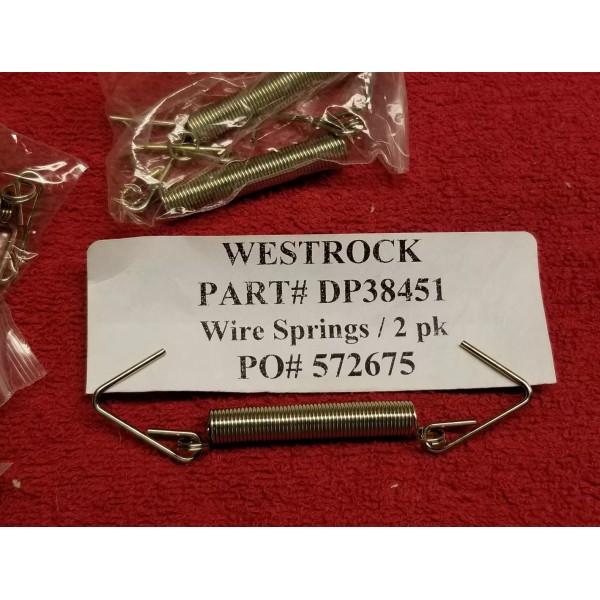 WESTROCK
PART# DP38451
Wire Springs / 2 pk
PO# 572675